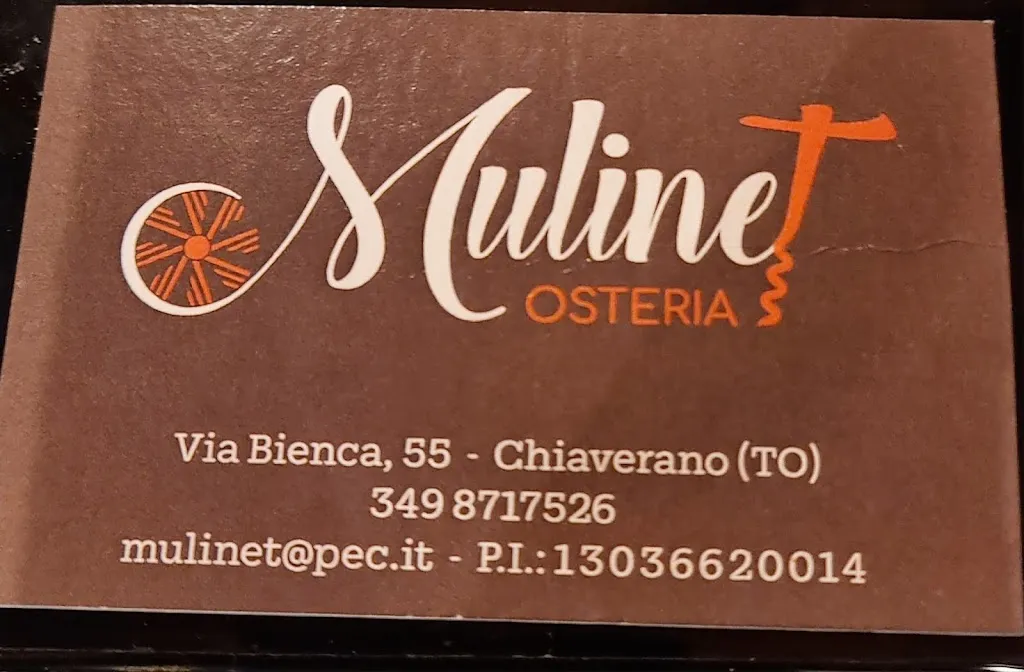 Mulinet
OSTERIA
Via Bienca, 55 - Chiaverano (TO)
349 8717526
mulinet@pec.it - P.I.: 13036620014